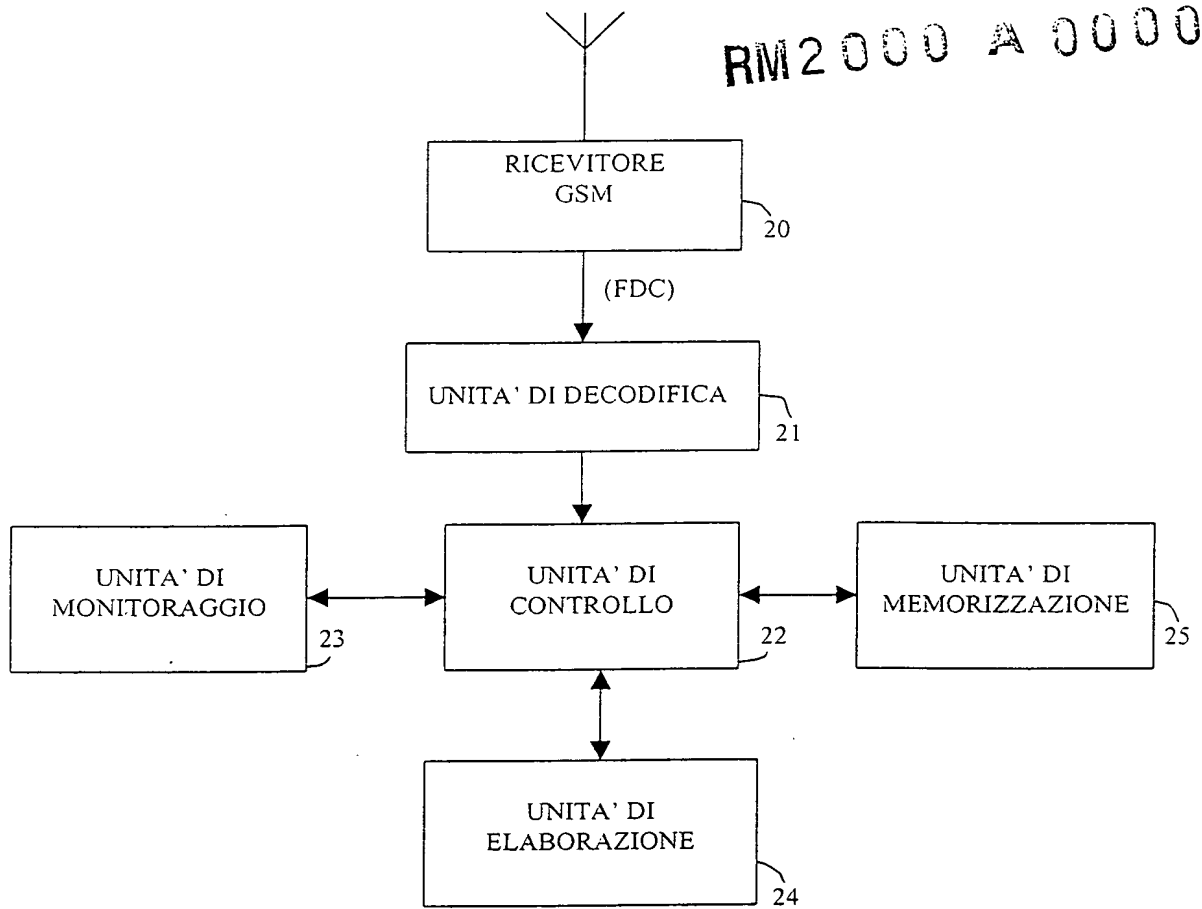 RM2000 A 0000
RICEVITORE
GSM
20
(FDC)
UNITA' DI DECODIFICA
21
UNITA' DI
MONITORAGGIO
23
UNITA' DI
CONTROLLO
22
UNITA' DI
MEMORIZZAZIONE
25
UNITA' DI
ELABORAZIONE
24